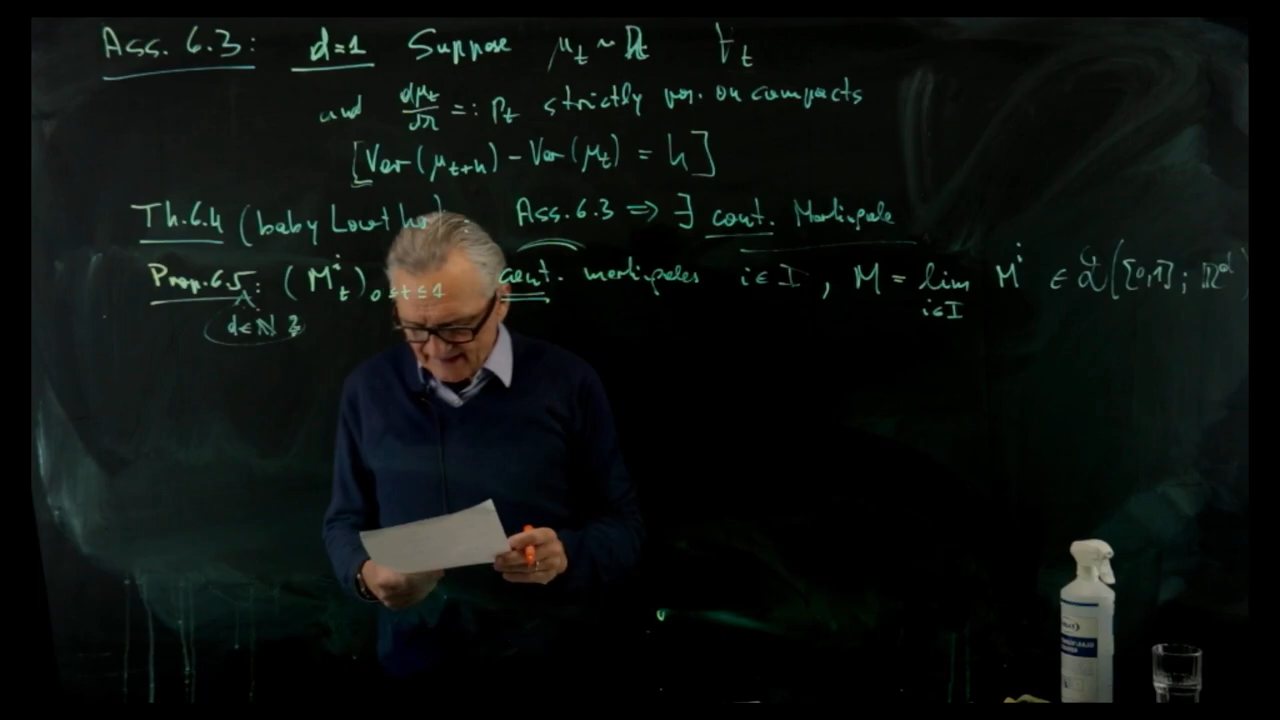 Ass. 6.3: d=1 Suppose μ_t ~ ℝ_t ∀_t
and dμ_t/dλ =: p_t strictly pos. on compacts
[Var(μ_{t+h}) - Var(μ_t) = h]
Th. 6.4 (baby Lowther) Ass. 6.3 => ∃ cont. Martingale
Prop. 6.5: (M_t^i)_{0≤t≤1} cont. martingales i∈I, M = lim_{i∈I} M^i ∈ ([0,1]; ℝ^d)
d∈ℕ